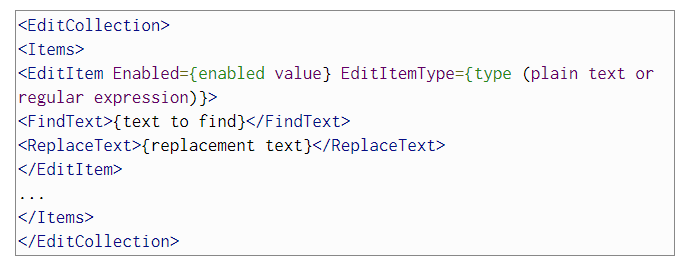 <EditCollection>
<Items>
<EditItem Enabled={enabled value} EditItemType={type (plain text or
regular expression)}>
<FindText>{text to find}</FindText>
<ReplaceText>{replacement text}</ReplaceText>
</EditItem>
...
</Items>
</EditCollection>